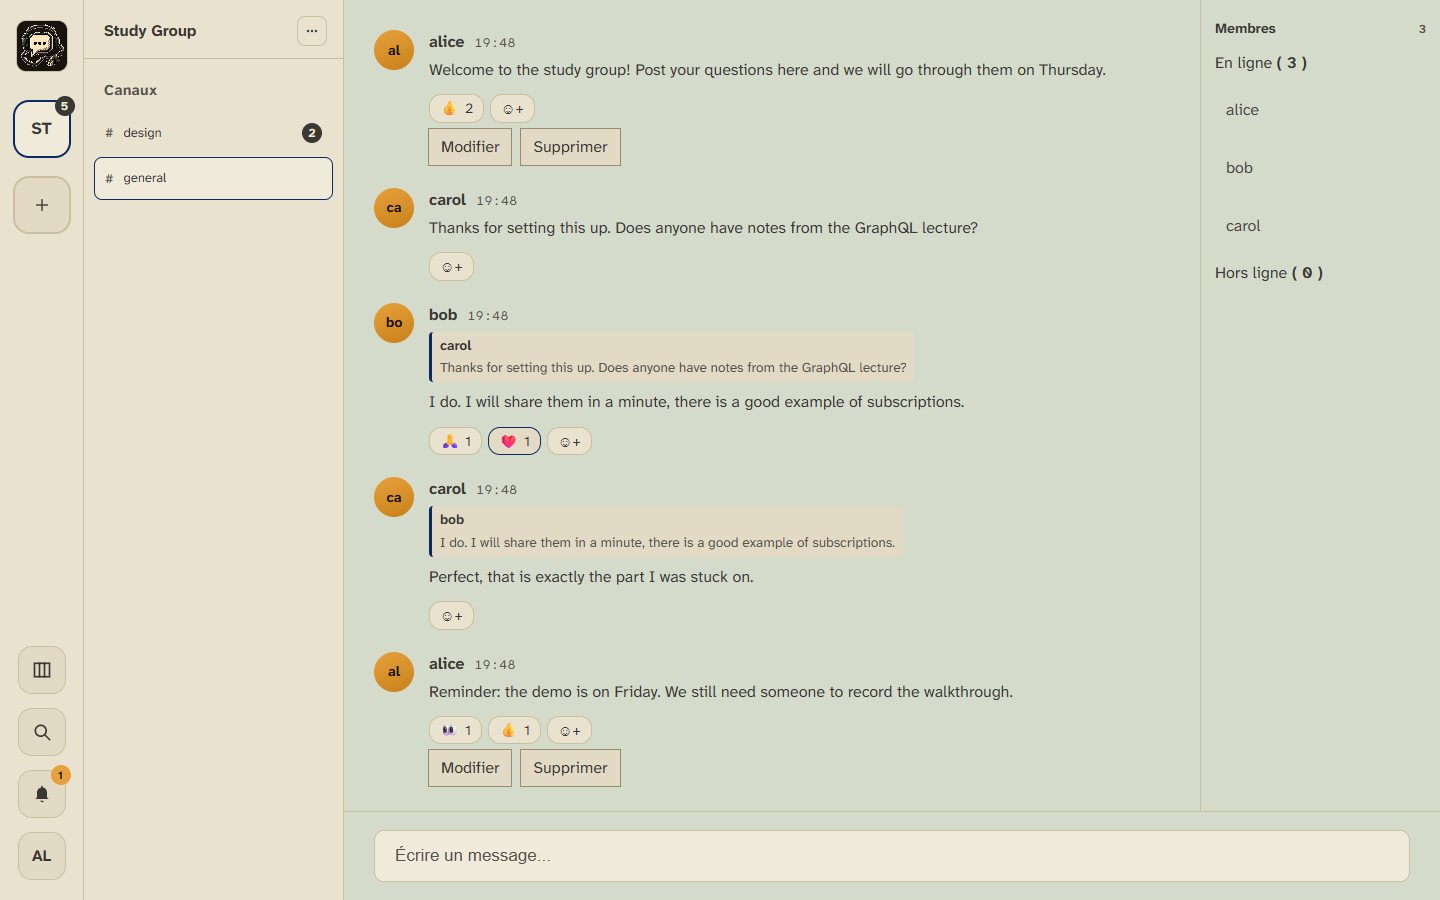 ST
5
+
1
AL
Study Group
...
Canaux
# design 2
# general
al
alice 19:48
Welcome to the study group! Post your questions here and we will go through them on Thursday.
👍 2 ☺+
Modifier Supprimer
ca
carol 19:48
Thanks for setting this up. Does anyone have notes from the GraphQL lecture?
☺+
bo
bob 19:48
carol
Thanks for setting this up. Does anyone have notes from the GraphQL lecture?
I do. I will share them in a minute, there is a good example of subscriptions.
🙏 1 ❤️ 1 ☺+
ca
carol 19:48
bob
I do. I will share them in a minute, there is a good example of subscriptions.
Perfect, that is exactly the part I was stuck on.
☺+
al
alice 19:48
Reminder: the demo is on Friday. We still need someone to record the walkthrough.
👀 1 👍 1 ☺+
Modifier Supprimer
Écrire un message...
Membres 3
En ligne ( 3 )
alice
bob
carol
Hors ligne ( 0 )